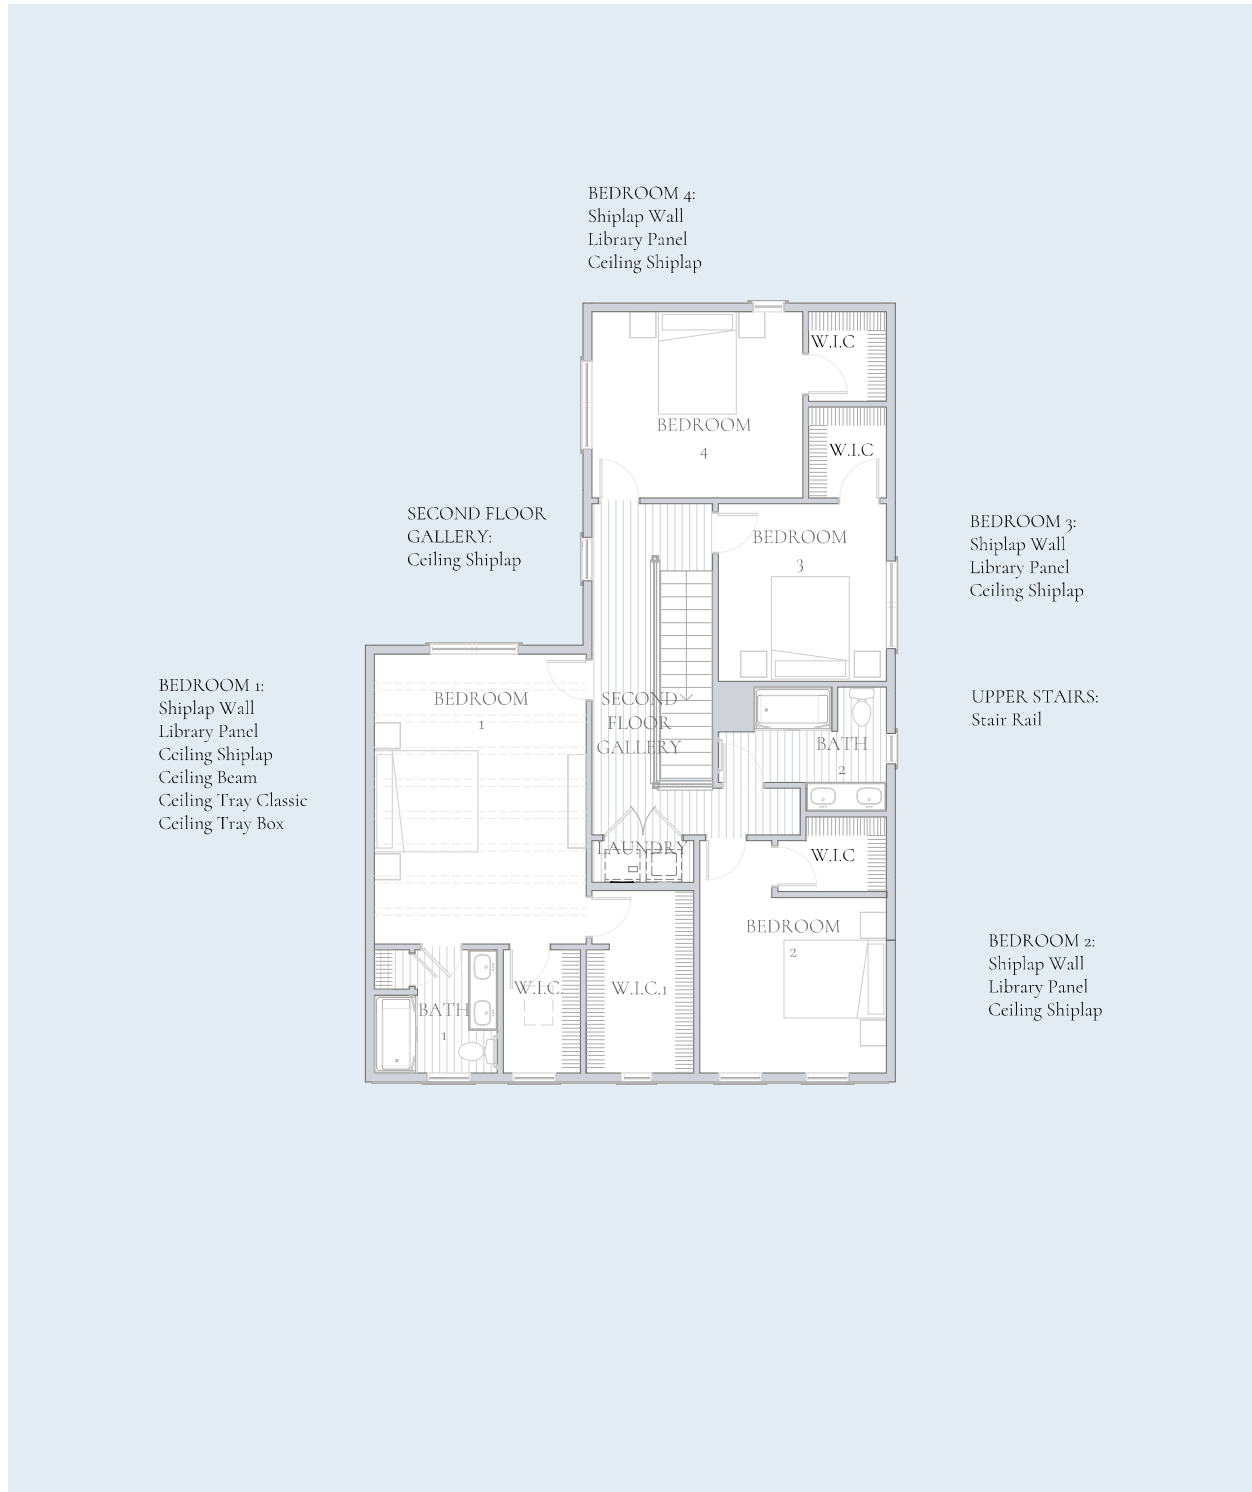 BEDROOM 4:
Shiplap Wall
Library Panel
Ceiling Shiplap
W.I.C
BEDROOM
4
W.I.C
SECOND FLOOR
GALLERY:
Ceiling Shiplap
BEDROOM
3
BEDROOM 3:
Shiplap Wall
Library Panel
Ceiling Shiplap
BEDROOM 1:
Shiplap Wall
Library Panel
Ceiling Shiplap
Ceiling Beam
Ceiling Tray Classic
Ceiling Tray Box
BEDROOM
1
SECOND
FLOOR
GALLERY
UPPER STAIRS:
Stair Rail
BATH
2
LAUNDRY
W.I.C
BEDROOM
2
BEDROOM 2:
Shiplap Wall
Library Panel
Ceiling Shiplap
BATH
1
W.I.C.
W.I.C.1